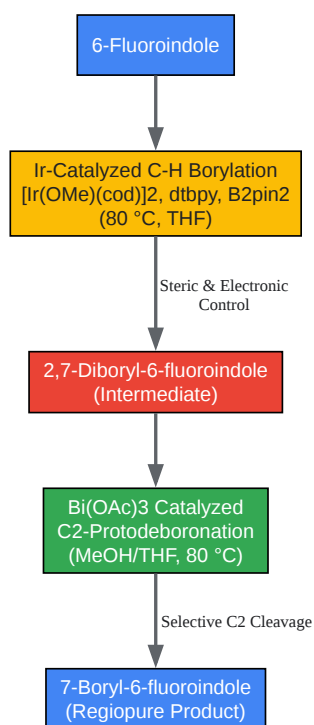 6-Fluoroindole
Ir-Catalyzed C-H Borylation
[Ir(OMe)(cod)]2, dtbpy, B2pin2
(80 °C, THF)
Steric & Electronic
Control
2,7-Diboryl-6-fluoroindole
(Intermediate)
Bi(OAc)3 Catalyzed
C2-Protodeboronation
(MeOH/THF, 80 °C)
Selective C2 Cleavage
7-Boryl-6-fluoroindole
(Regiopure Product)